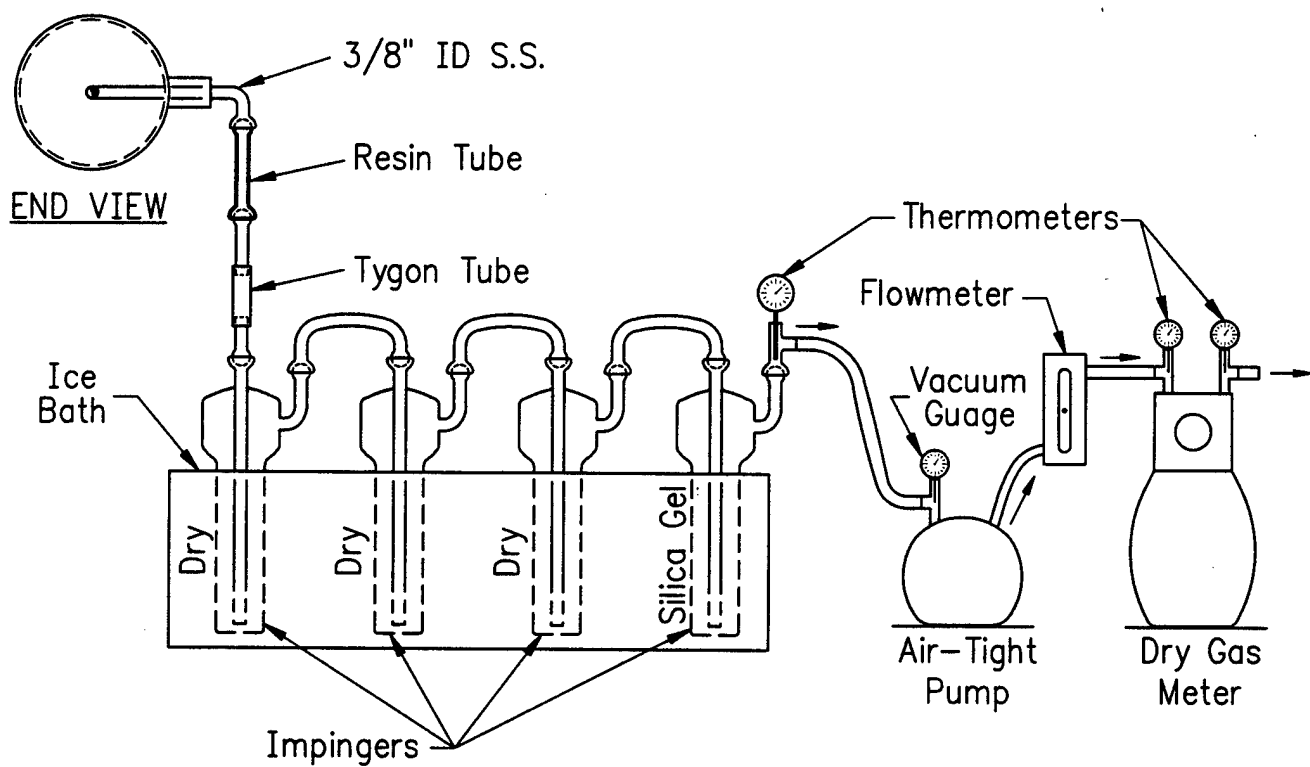 3/8" ID S.S.
Resin Tube
END VIEW
Thermometers
Tygon Tube
Flowmeter
Ice
Bath
Vacuum
Guage
Dry
Dry
Dry
Silica Gel
Air-Tight
Pump
Dry Gas
Meter
Impingers